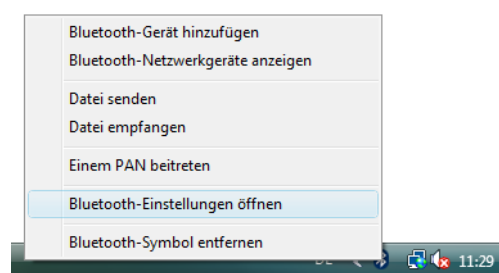 Bluetooth-Gerät hinzufügen
Bluetooth-Netzwerkgeräte anzeigen
Datei senden
Datei empfangen
Einem PAN beitreten
Bluetooth-Einstellungen öffnen
Bluetooth-Symbol entfernen
DE
11:29